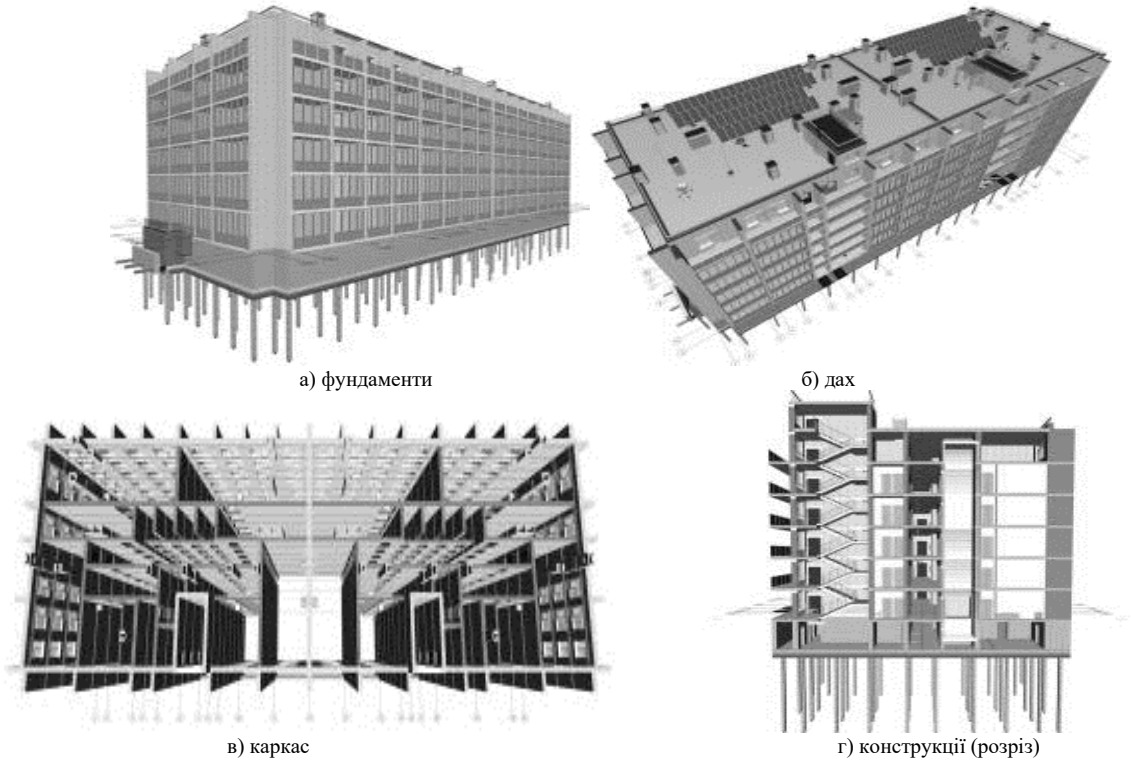 а) фундаменти
б) дах
в) каркас
г) конструкції (розріз)